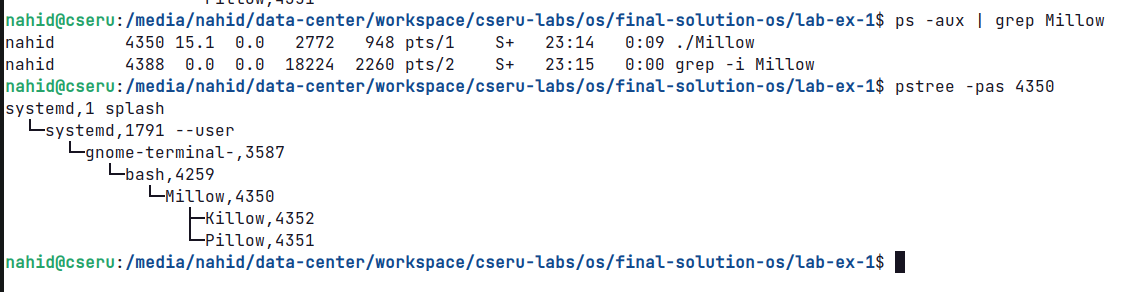 Pillow,4351
nahid@cseru:/media/nahid/data-center/workspace/cseru-labs/os/final-solution-os/lab-ex-1$ ps -aux | grep Millow
nahid 4350 15.1 0.0 2772 948 pts/1 S+ 23:14 0:09 ./Millow
nahid 4388 0.0 0.0 18224 2260 pts/2 S+ 23:15 0:00 grep -i Millow
nahid@cseru:/media/nahid/data-center/workspace/cseru-labs/os/final-solution-os/lab-ex-1$ pstree -pas 4350
systemd,1 splash
└─systemd,1791 --user
└─gnome-terminal-,3587
└─bash,4259
└─Millow,4350
├─Killow,4352
└─Pillow,4351
nahid@cseru:/media/nahid/data-center/workspace/cseru-labs/os/final-solution-os/lab-ex-1$